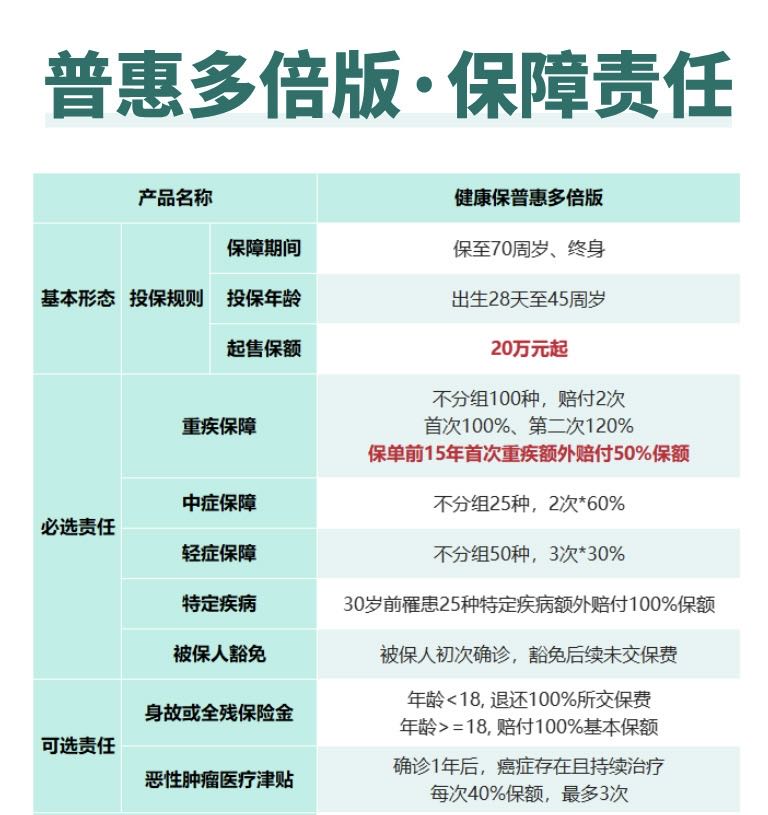 普惠多倍版·保障责任
产品名称
健康保普惠多倍版
基本形态
投保规则
保障期间
保至70周岁、终身
投保年龄
出生28天至45周岁
起售保额
20万元起
必选责任
重疾保障
不分组100种，赔付2次
首次100%、第二次120%
保单前15年首次重疾额外赔付50%保额
中症保障
不分组25种，2次*60%
轻症保障
不分组50种，3次*30%
特定疾病
30岁前罹患25种特定疾病额外赔付100%保额
被保人豁免
被保人初次确诊，豁免后续未交保费
可选责任
身故或全残保险金
年龄<18, 退还100%所交保费
年龄>=18, 赔付100%基本保额
恶性肿瘤医疗津贴
确诊1年后，癌症存在且持续治疗
每次40%保额，最多3次